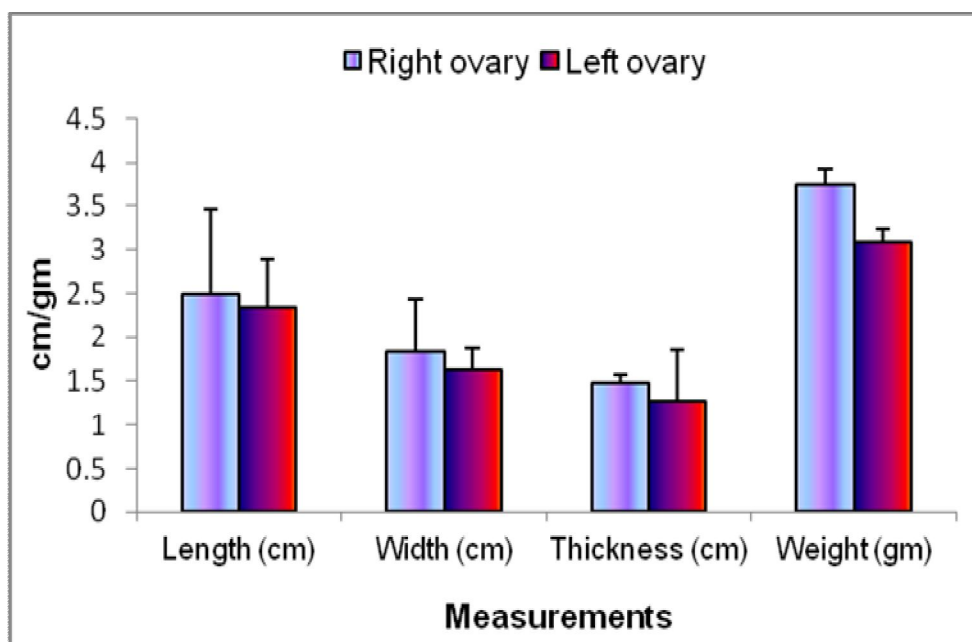 Right ovary Left ovary
4.5
4
3.5
3
2.5
2
1.5
1
0.5
0
cm/gm
Length (cm) Width (cm) Thickness (cm) Weight (gm)
Measurements